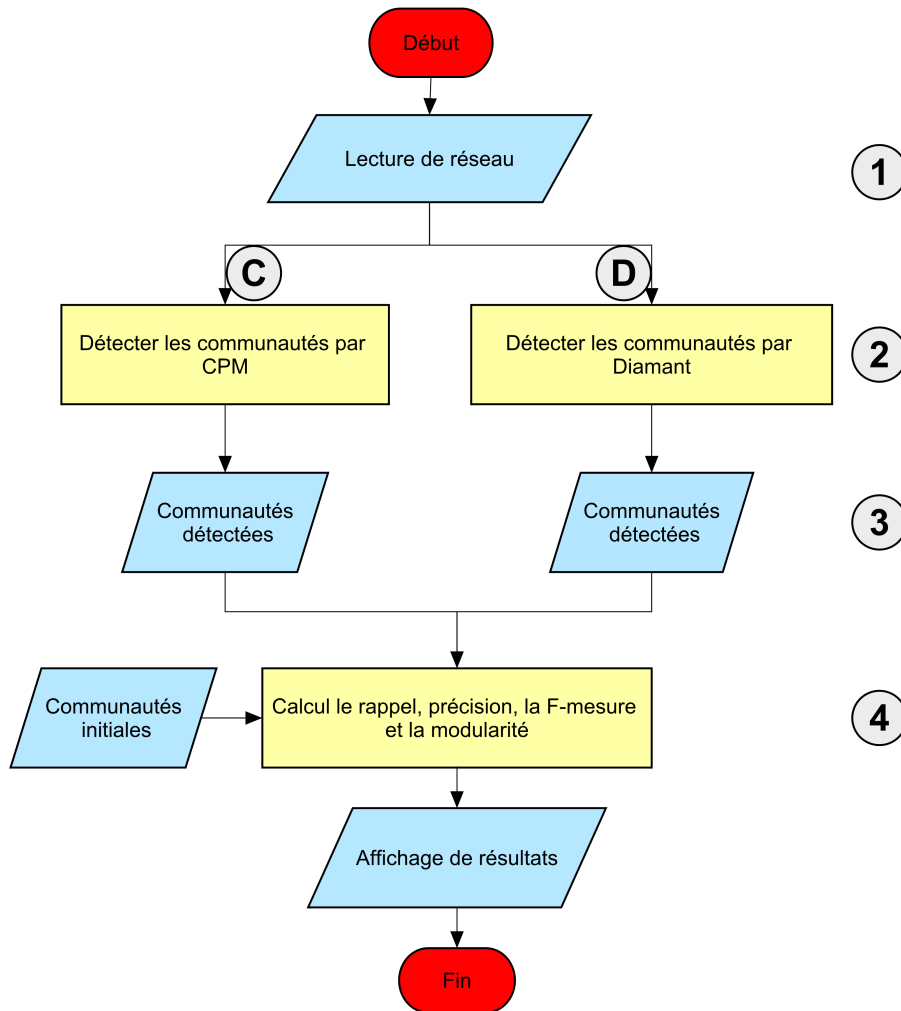 Début
Lecture de réseau
1
C
D
Détecter les communautés par
CPM
Détecter les communautés par
Diamant
2
Communautés
détectées
Communautés
détectées
3
Communautés
initiales
Calcul le rappel, précision, la F-mesure
et la modularité
4
Affichage de résultats
Fin